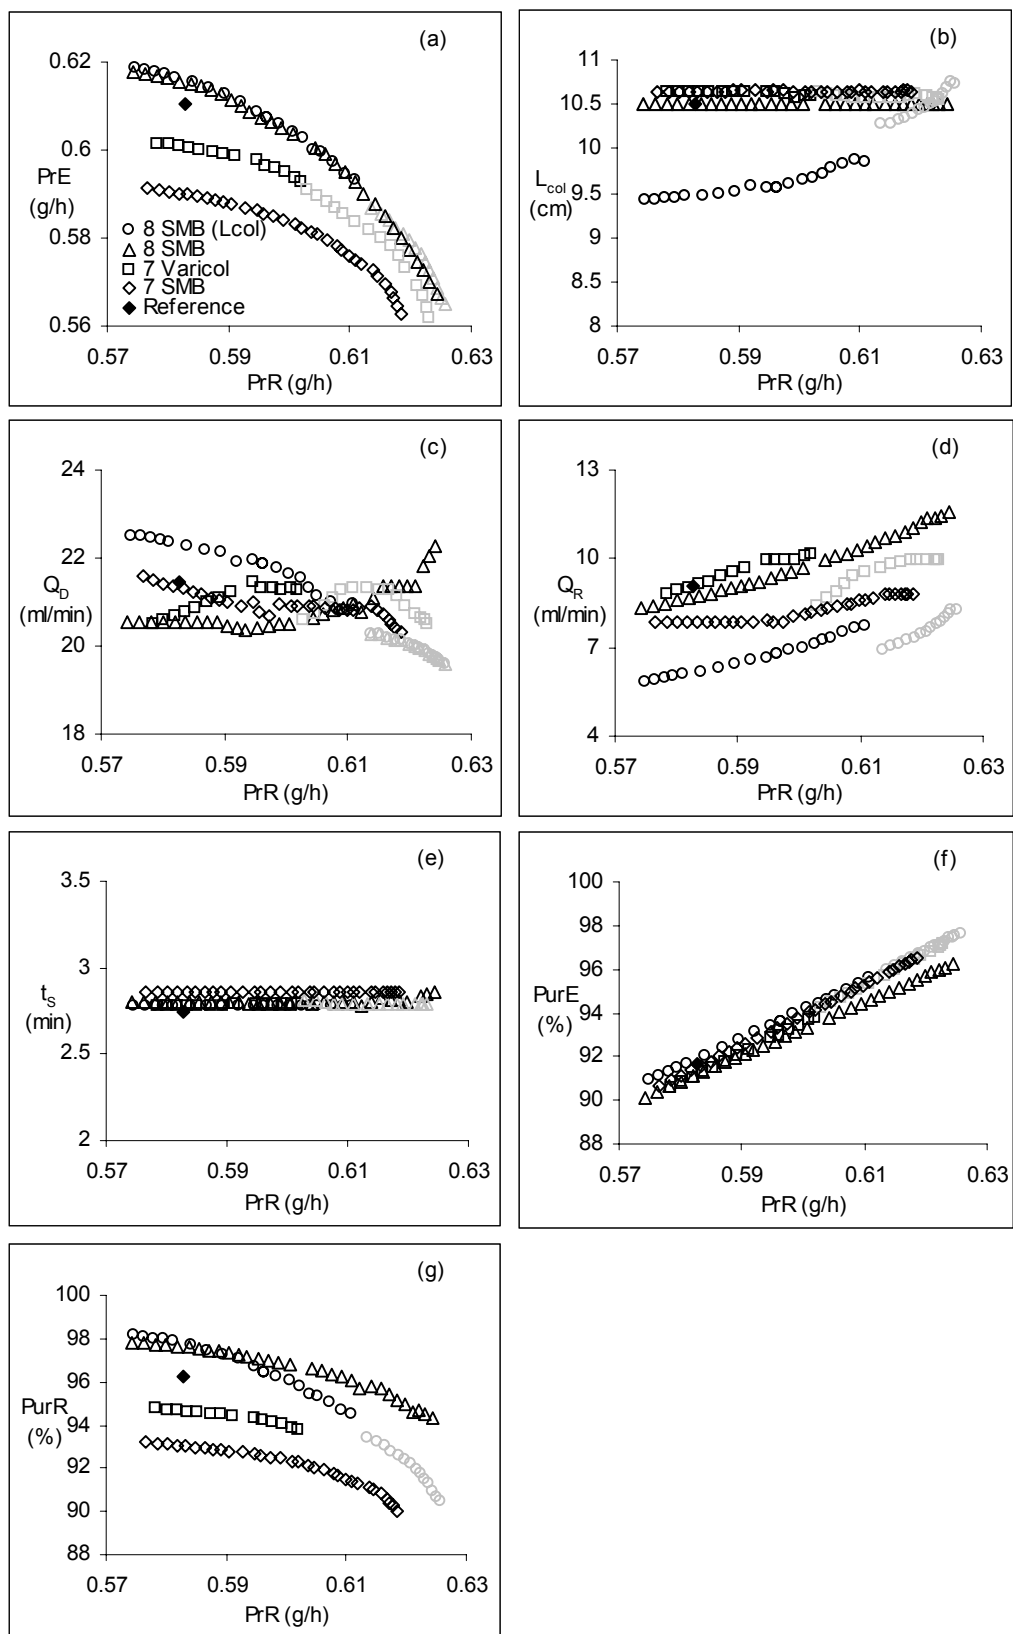 (a)
0.62
0.6
PrE
(g/h)
0.58
0.56
8 SMB (Lcol)
8 SMB
7 Varicol
7 SMB
Reference
0.57 0.59 0.61 0.63
PrR (g/h)
(b)
11
10.5
10
Lcol
(cm)
9.5
9
8.5
8
0.57 0.59 0.61 0.63
PrR (g/h)
(c)
24
22
QD
(ml/min)
20
18
0.57 0.59 0.61 0.63
PrR (g/h)
(d)
13
10
QR
(ml/min)
7
4
0.57 0.59 0.61 0.63
PrR (g/h)
(e)
3.5
3
tS
(min)
2.5
2
0.57 0.59 0.61 0.63
PrR (g/h)
(f)
100
98
96
PurE
(%)
94
92
90
88
0.57 0.59 0.61 0.63
PrR (g/h)
(g)
100
98
96
PurR
(%)
94
92
90
88
0.57 0.59 0.61 0.63
PrR (g/h)